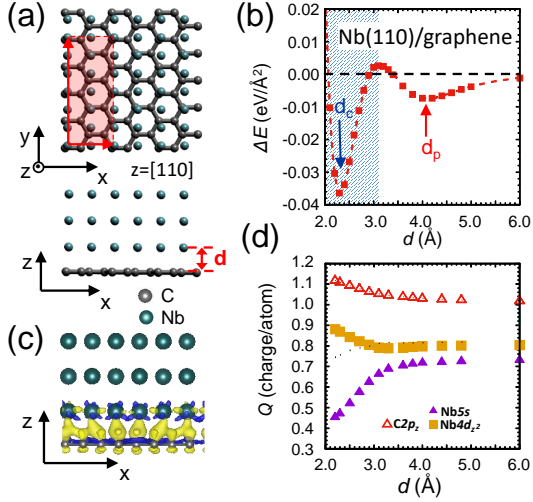 (a)
y
z
x
z=[110]
z
x
d
C
Nb
(b)
Nb(110)/graphene
ΔE (eV/Å²)
0.02
0.01
0.00
-0.01
-0.02
-0.03
-0.04
d_c
d_p
2.0 3.0 4.0 5.0 6.0
d (Å)
(c)
z
x
(d)
Q (charge/atom)
1.2
1.1
1.0
0.9
0.8
0.7
0.6
0.5
0.4
C2p_z
Nb5s
Nb4d_z²
2.0 3.0 4.0 5.0 6.0
d (Å)